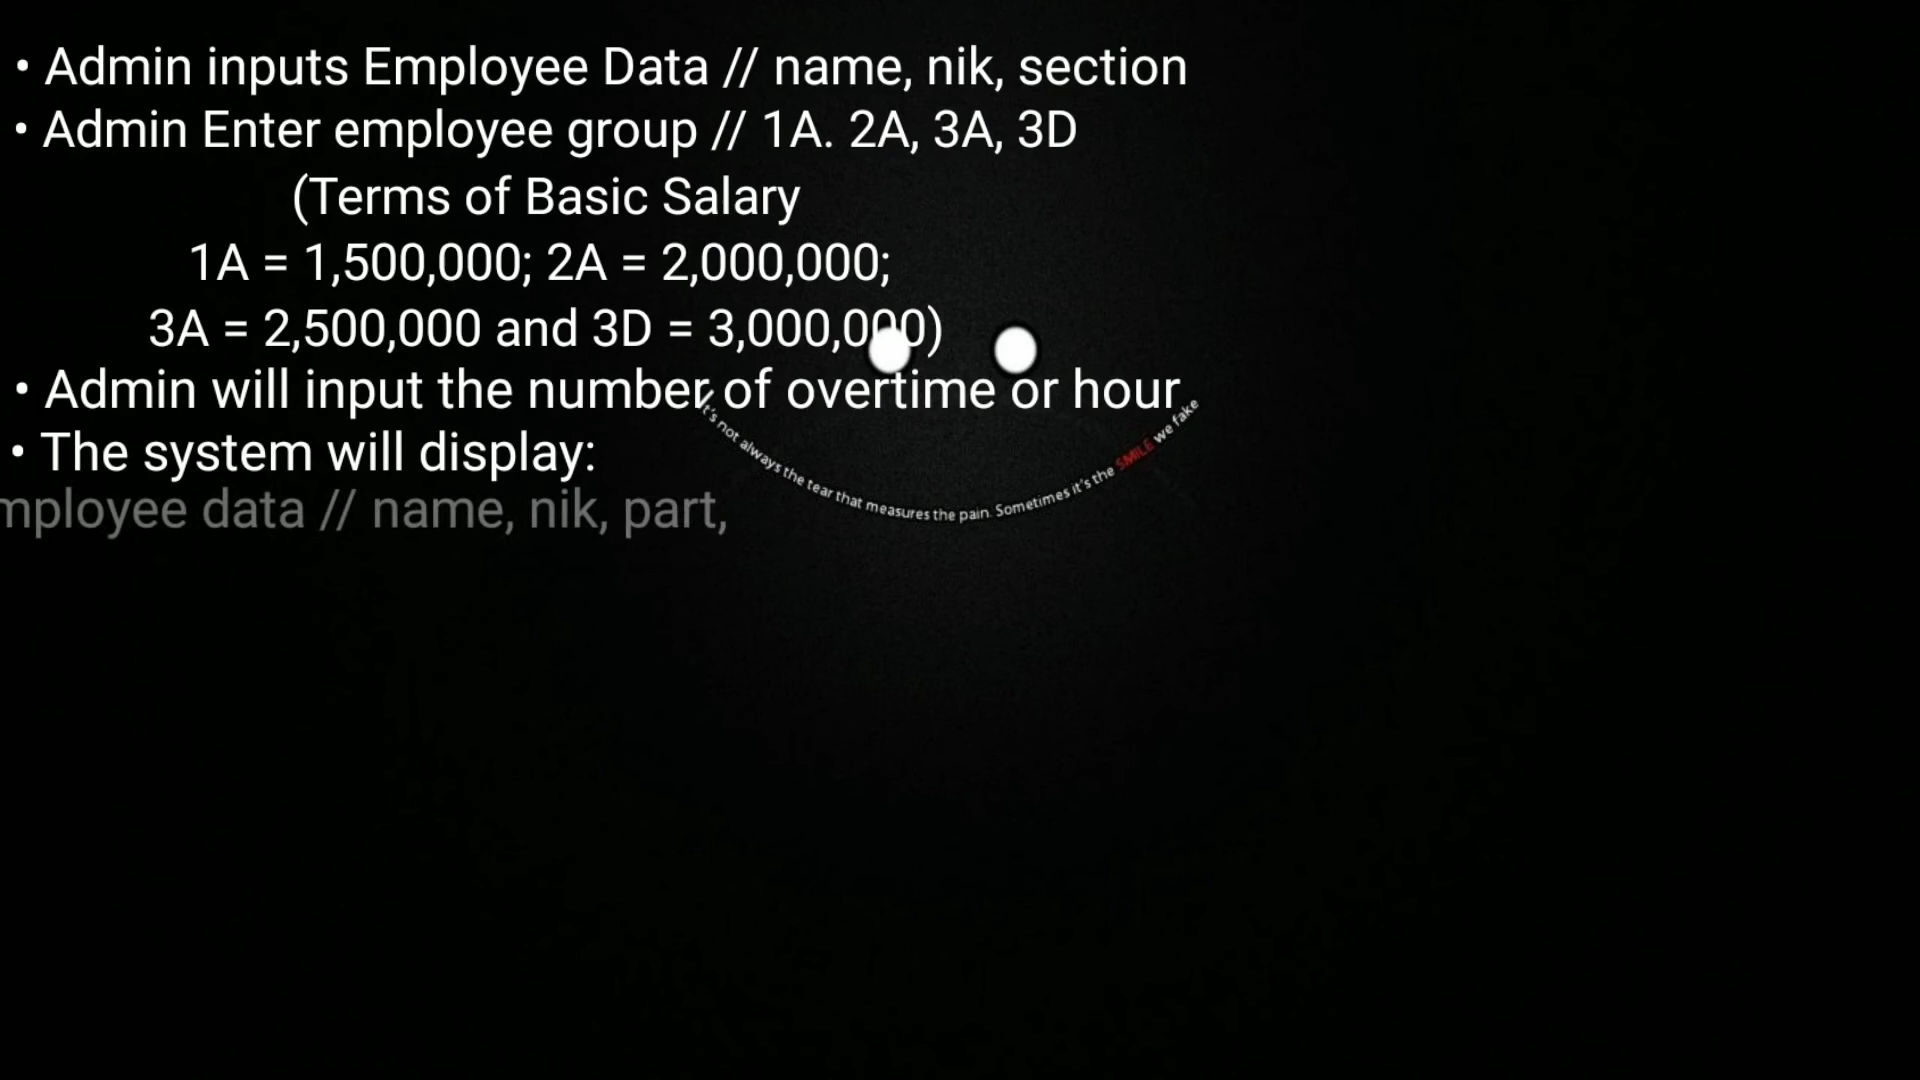 • Admin inputs Employee Data // name, nik, section
• Admin Enter employee group // 1A. 2A, 3A, 3D
(Terms of Basic Salary
1A = 1,500,000; 2A = 2,000,000;
3A = 2,500,000 and 3D = 3,000,000)
• Admin will input the number of overtime or hour
• The system will display:
mployee data // name, nik, part,
It's not always the tear that measures the pain. Sometimes it's the SMILE we fake